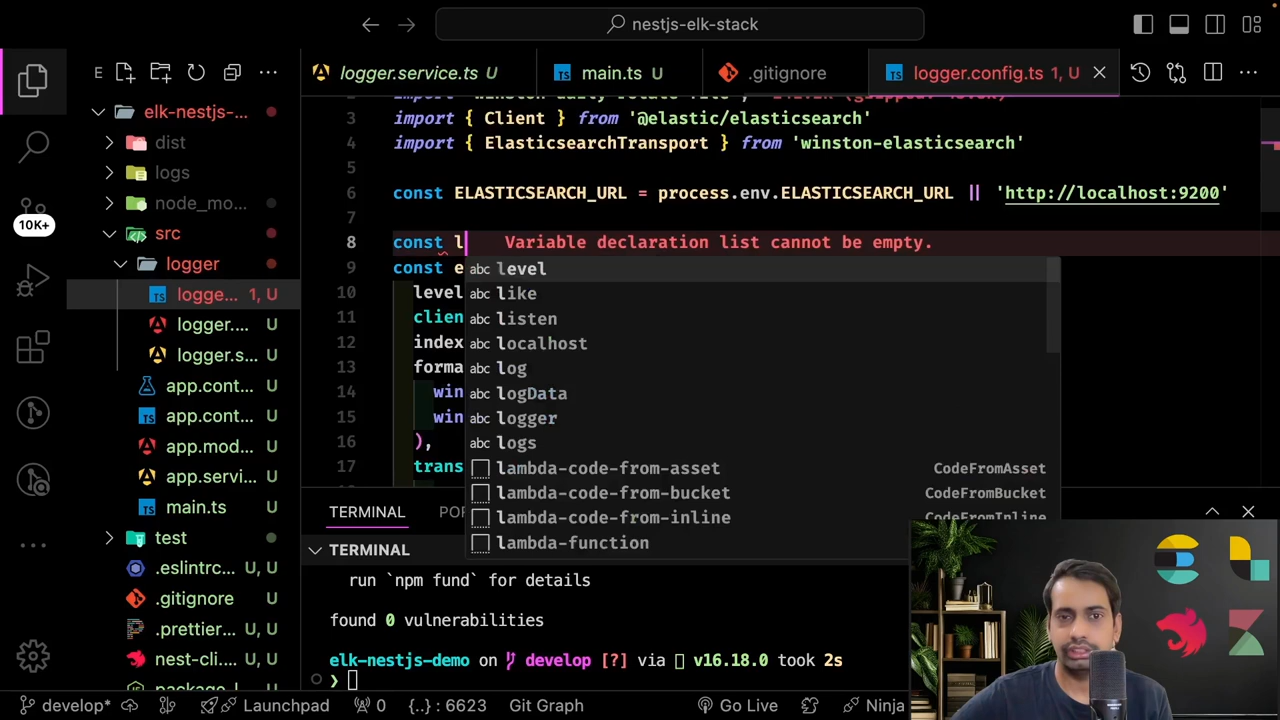 nestjs-elk-stack
E
logger.service.ts U
main.ts U
.gitignore U
logger.config.ts 1, U
elk-nestjs-...
dist
logs
node_mo...
src
logger
logge... 1, U
logger.... U
logger.s... U
app.cont... U
app.cont... U
app.mod... U
app.servi... U
main.ts U
test
.eslintrc... U, U
.gitignore U
.prettier... U, U
nest-cli.... U, U
10K+
3 import { Client } from '@elastic/elasticsearch'
4 import { ElasticsearchTransport } from 'winston-elasticsearch'
5
6 const ELASTICSEARCH_URL = process.env.ELASTICSEARCH_URL || 'http://localhost:9200'
7
8 const l Variable declaration list cannot be empty.
9 const e
10 level
11 clien
12 index
13 forma
14 win
15 win
16 ),
17 trans
abc level
abc like
abc listen
abc localhost
abc log
abc logData
abc logger
abc logs
lambda-code-from-asset CodeFromAsset
lambda-code-from-bucket CodeFromBucket
lambda-code-from-inline CodeFromInline
lambda-function
TERMINAL POR
TERMINAL
run `npm fund` for details
found 0 vulnerabilities
elk-nestjs-demo on develop [?] via v16.18.0 took 2s
❯
develop* Launchpad 0 {..} : 6623 Git Graph Go Live Ninja